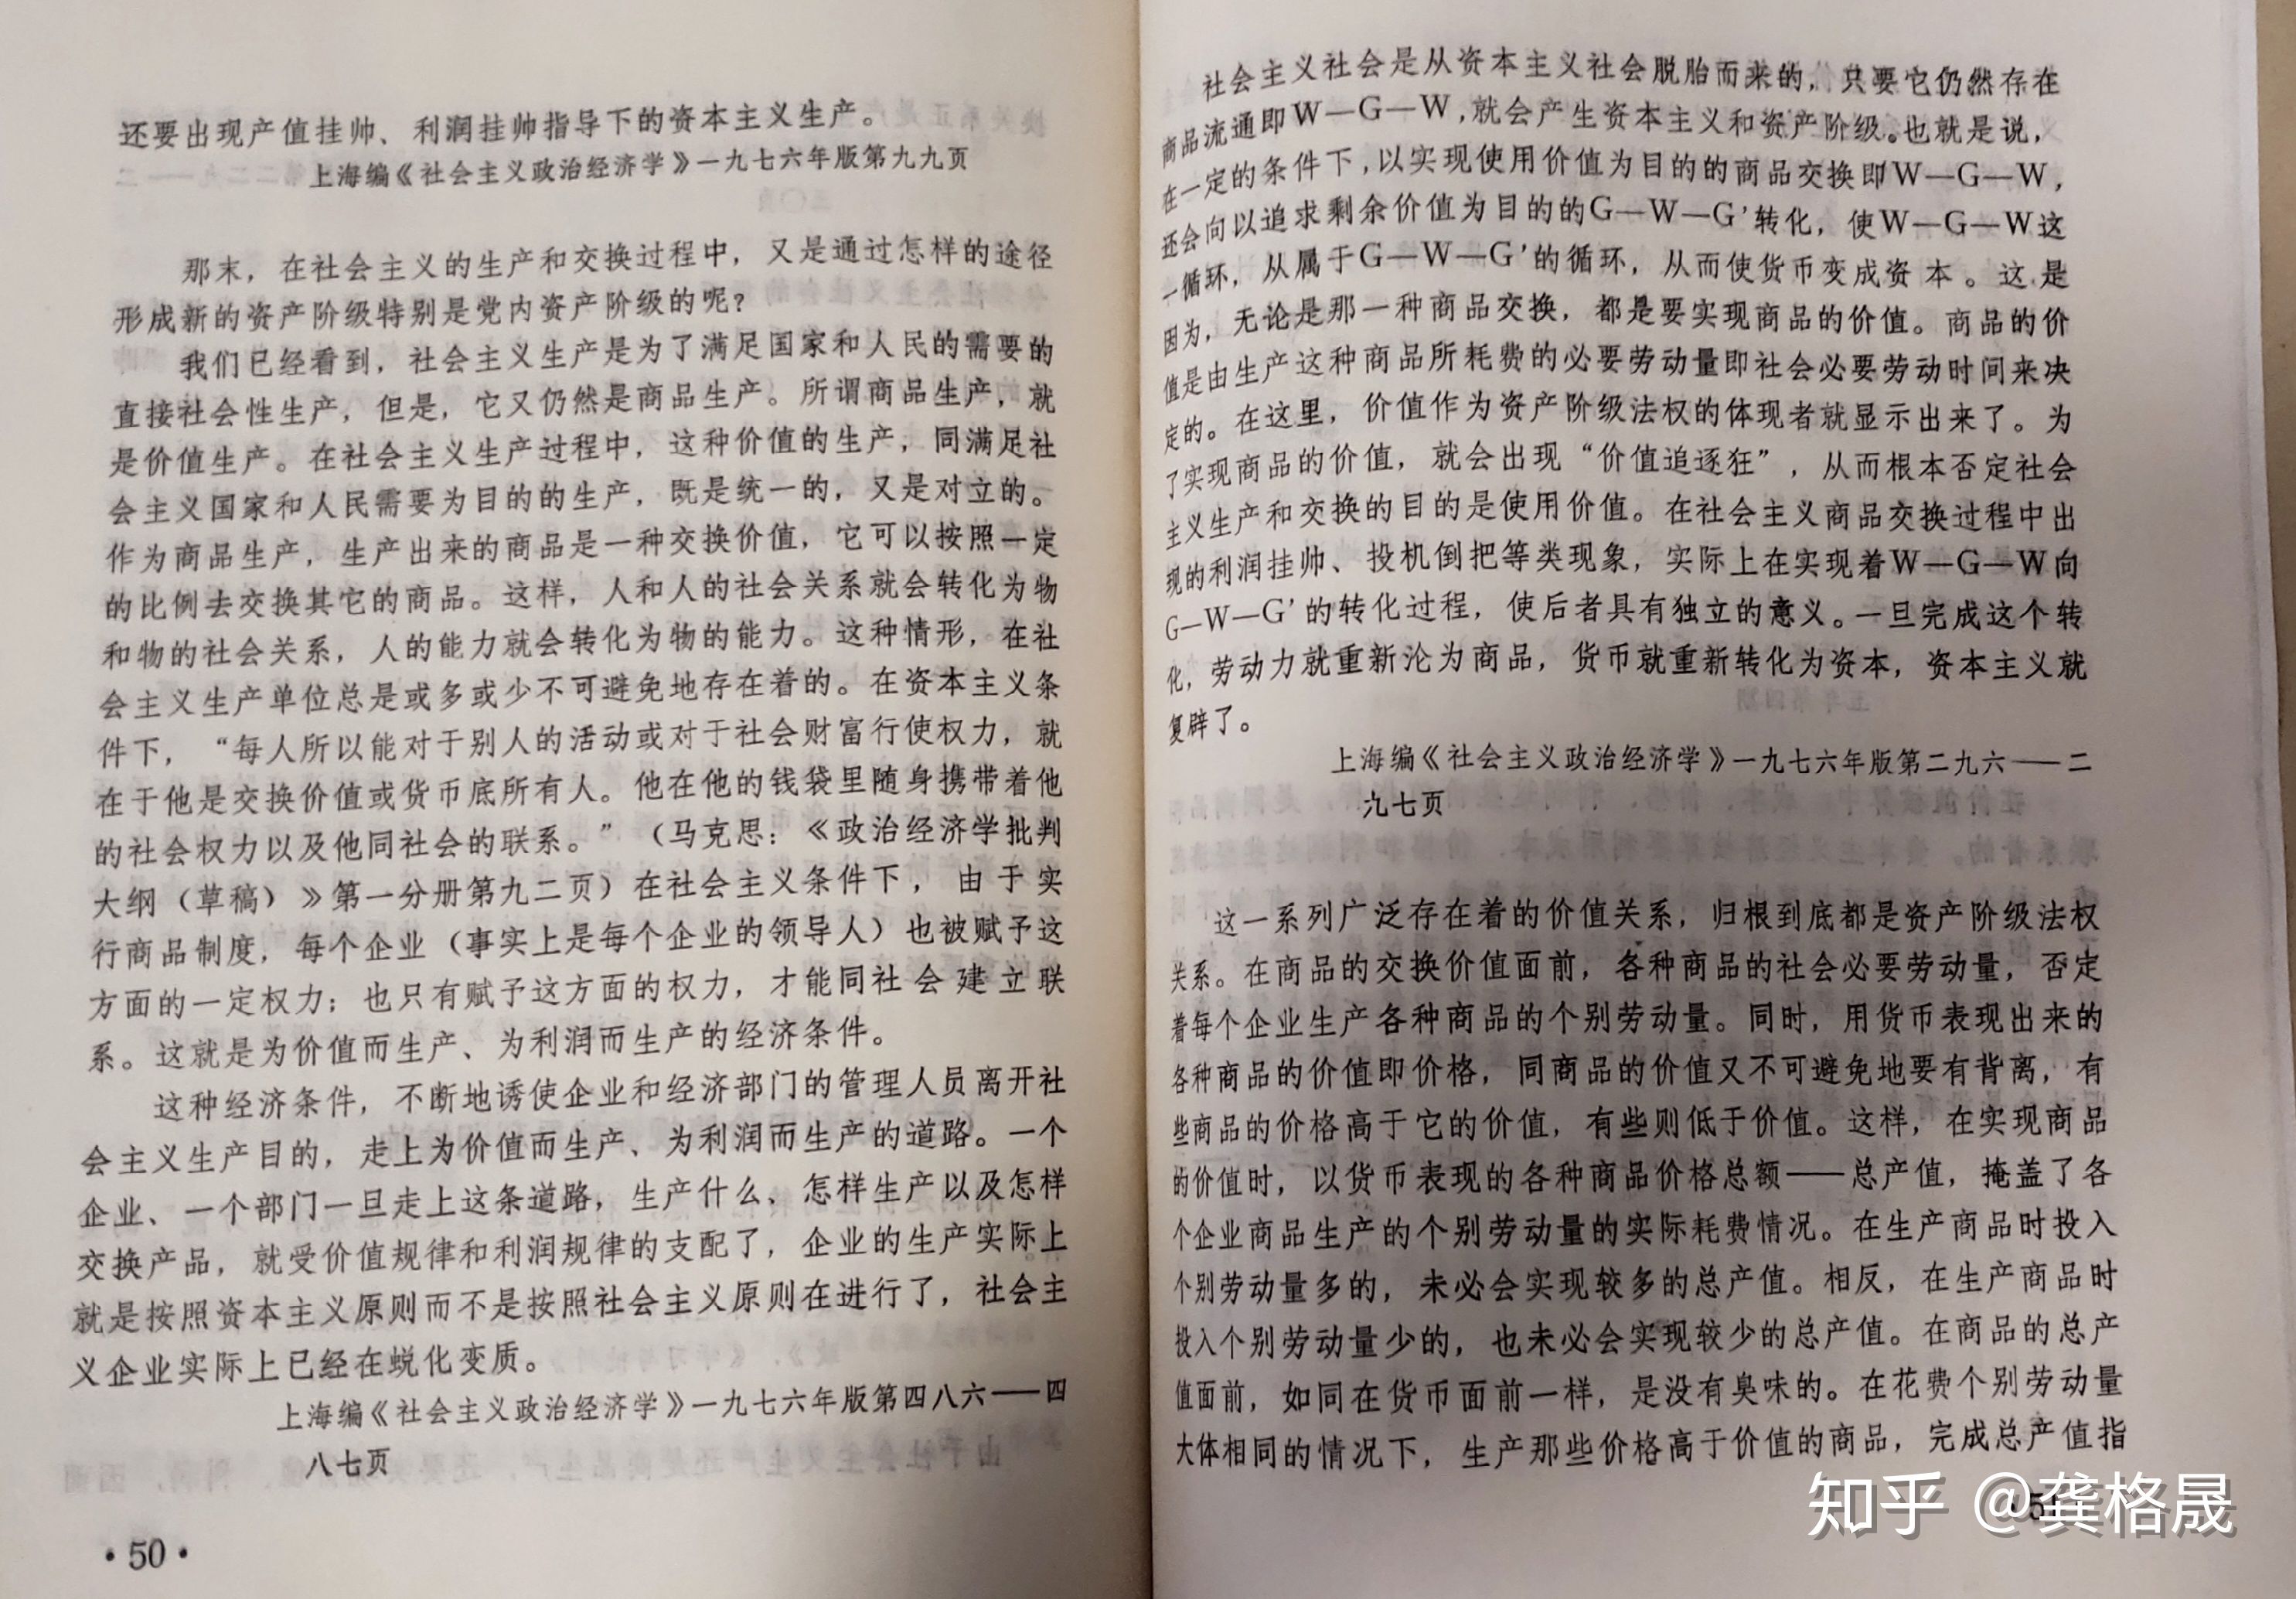 还要出现产值挂帅、利润挂帅指导下的资本主义生产。
上海编《社会主义政治经济学》一九七六年版第九九页
那末，在社会主义的生产和交换过程中，又是通过怎样的途径
形成新的资产阶级特别是党内资产阶级的呢？
我们已经看到，社会主义生产是为了满足国家和人民的需要的
直接社会性生产，但是，它又仍然是商品生产。所谓商品生产，就
是价值生产。在社会主义生产过程中，这种价值的生产，同满足社
会主义国家和人民需要为目的的生产，既是统一的，又是对立的。
作为商品生产，生产出来的商品是一种交换价值，它可以按照一定
的比例去交换其它的商品。这样，人和人的社会关系就会转化为物
和物的社会关系，人的能力就会转化为物的能力。这种情形，在社
会主义生产单位总是或多或少不可避免地存在着的。在资本主义条
件下，“每人所以能对于别人的活动或对于社会财富行使权力，就
在于他是交换价值或货币底所有人。他在他的钱袋里随身携带着他
的社会权力以及他同社会的联系。”（马克思：《政治经济学批判
大纲（草稿）》第一分册第九二页）在社会主义条件下，由于实
行商品制度，每个企业（事实上是每个企业的领导人）也被赋予这
方面的一定权力；也只有赋予这方面的权力，才能同社会建立联
系。这就是为价值而生产、为利润而生产的经济条件。
这种经济条件，不断地诱使企业和经济部门的管理人员离开社
会主义生产目的，走上为价值而生产、为利润而生产的道路。一个
企业、一个部门一旦走上这条道路，生产什么、怎样生产以及怎样
交换产品，就受价值规律和利润规律的支配了，企业的生产实际上
就是按照资本主义原则而不是按照社会主义原则在进行了，社会主
义企业实际上已经在蜕化变质。
上海编《社会主义政治经济学》一九七六年版第四八六——四
八七页
·50·
社会主义社会是从资本主义社会脱胎而来的，只要它仍然存在
商品流通即W—G—W，就会产生资本主义和资产阶级。也就是说，
在一定的条件下，以实现使用价值为目的的商品交换即W—G—W，
还会向以追求剩余价值为目的的G—W—G′转化，使W—G—W这
一循环，从属于G—W—G′的循环，从而使货币变成资本。这是
因为，无论是那一种商品交换，都是要实现商品的价值。商品的价
值是由生产这种商品所耗费的必要劳动量即社会必要劳动时间来决
定的。在这里，价值作为资产阶级法权的体现者就显示出来了。为
了实现商品的价值，就会出现“价值追逐狂”，从而根本否定社会
主义生产和交换的目的是使用价值。在社会主义商品交换过程中出
现的利润挂帅、投机倒把等类现象，实际上在实现着W—G—W向
G—W—G′的转化过程，使后者具有独立的意义。一旦完成这个转
化，劳动力就重新沦为商品，货币就重新转化为资本，资本主义就
复辟了。
上海编《社会主义政治经济学》一九七六年版第二九六——二
九七页
这一系列广泛存在着的价值关系，归根到底都是资产阶级法权
关系。在商品的交换价值面前，各种商品的社会必要劳动量，否定
着每个企业生产各种商品的个别劳动量。同时，用货币表现出来的
各种商品的价值即价格，同商品的价值又不可避免地要有背离，有
些商品的价格高于它的价值，有些则低于价值。这样，在实现商品
的价值时，以货币表现的各种商品价格总额——总产值，掩盖了各
个企业商品生产的个别劳动量的实际耗费情况。在生产商品时投入
个别劳动量多的，未必会实现较多的总产值。相反，在生产商品时
投入个别劳动量少的，也未必会实现较少的总产值。在商品的总产
值面前，如同在货币面前一样，是没有臭味的。在花费个别劳动量
大体相同的情况下，生产那些价格高于价值的商品，完成总产值指
知乎 @龚格晟